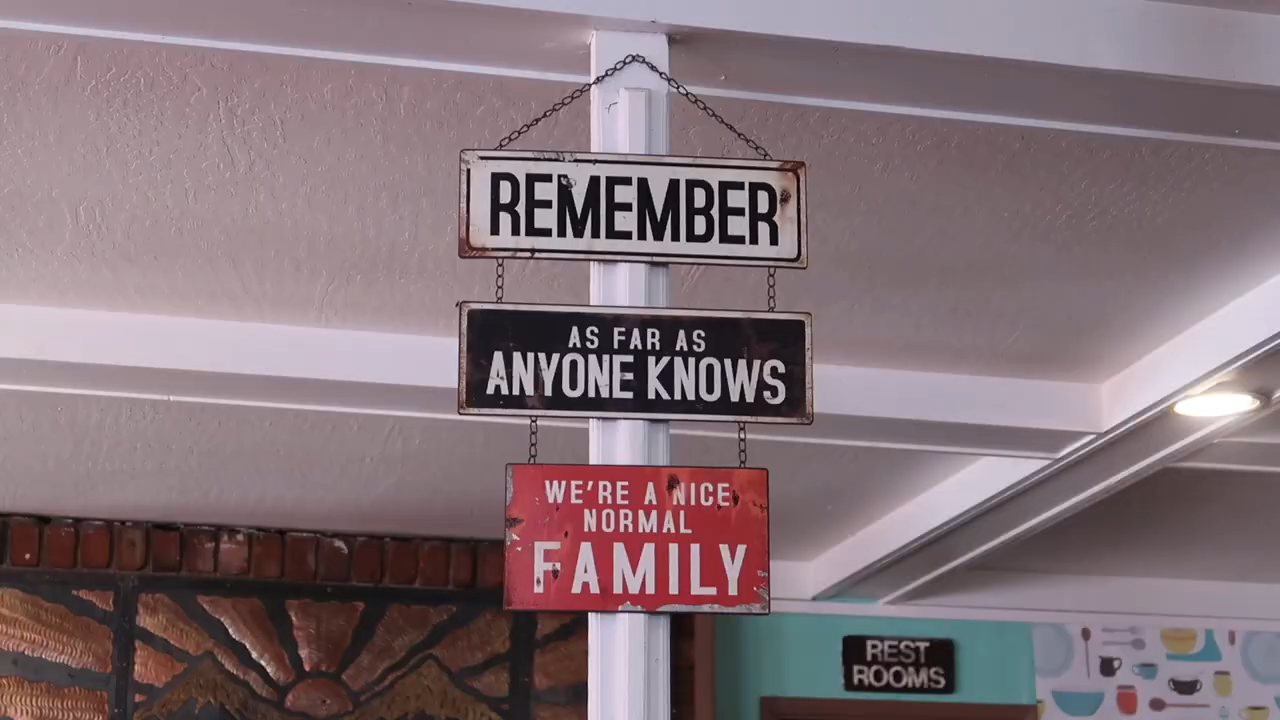 REMEMBER
AS FAR AS
ANYONE KNOWS
WE'RE A NICE
NORMAL
FAMILY
REST
ROOMS